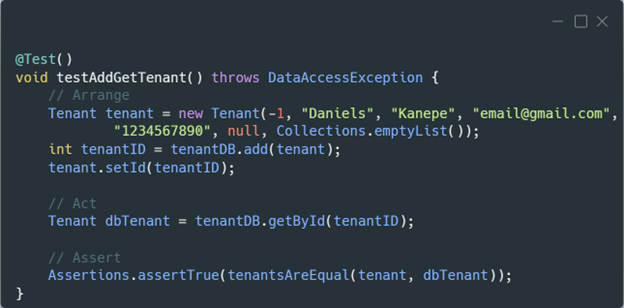 @Test()
void testAddGetTenant() throws DataAccessException {
// Arrange
Tenant tenant = new Tenant(-1, "Daniels", "Kanepe", "email@gmail.com",
"1234567890", null, Collections.emptyList());
int tenantID = tenantDB.add(tenant);
tenant.setId(tenantID);
// Act
Tenant dbTenant = tenantDB.getById(tenantID);
// Assert
Assertions.assertTrue(tenantsAreEqual(tenant, dbTenant));
}